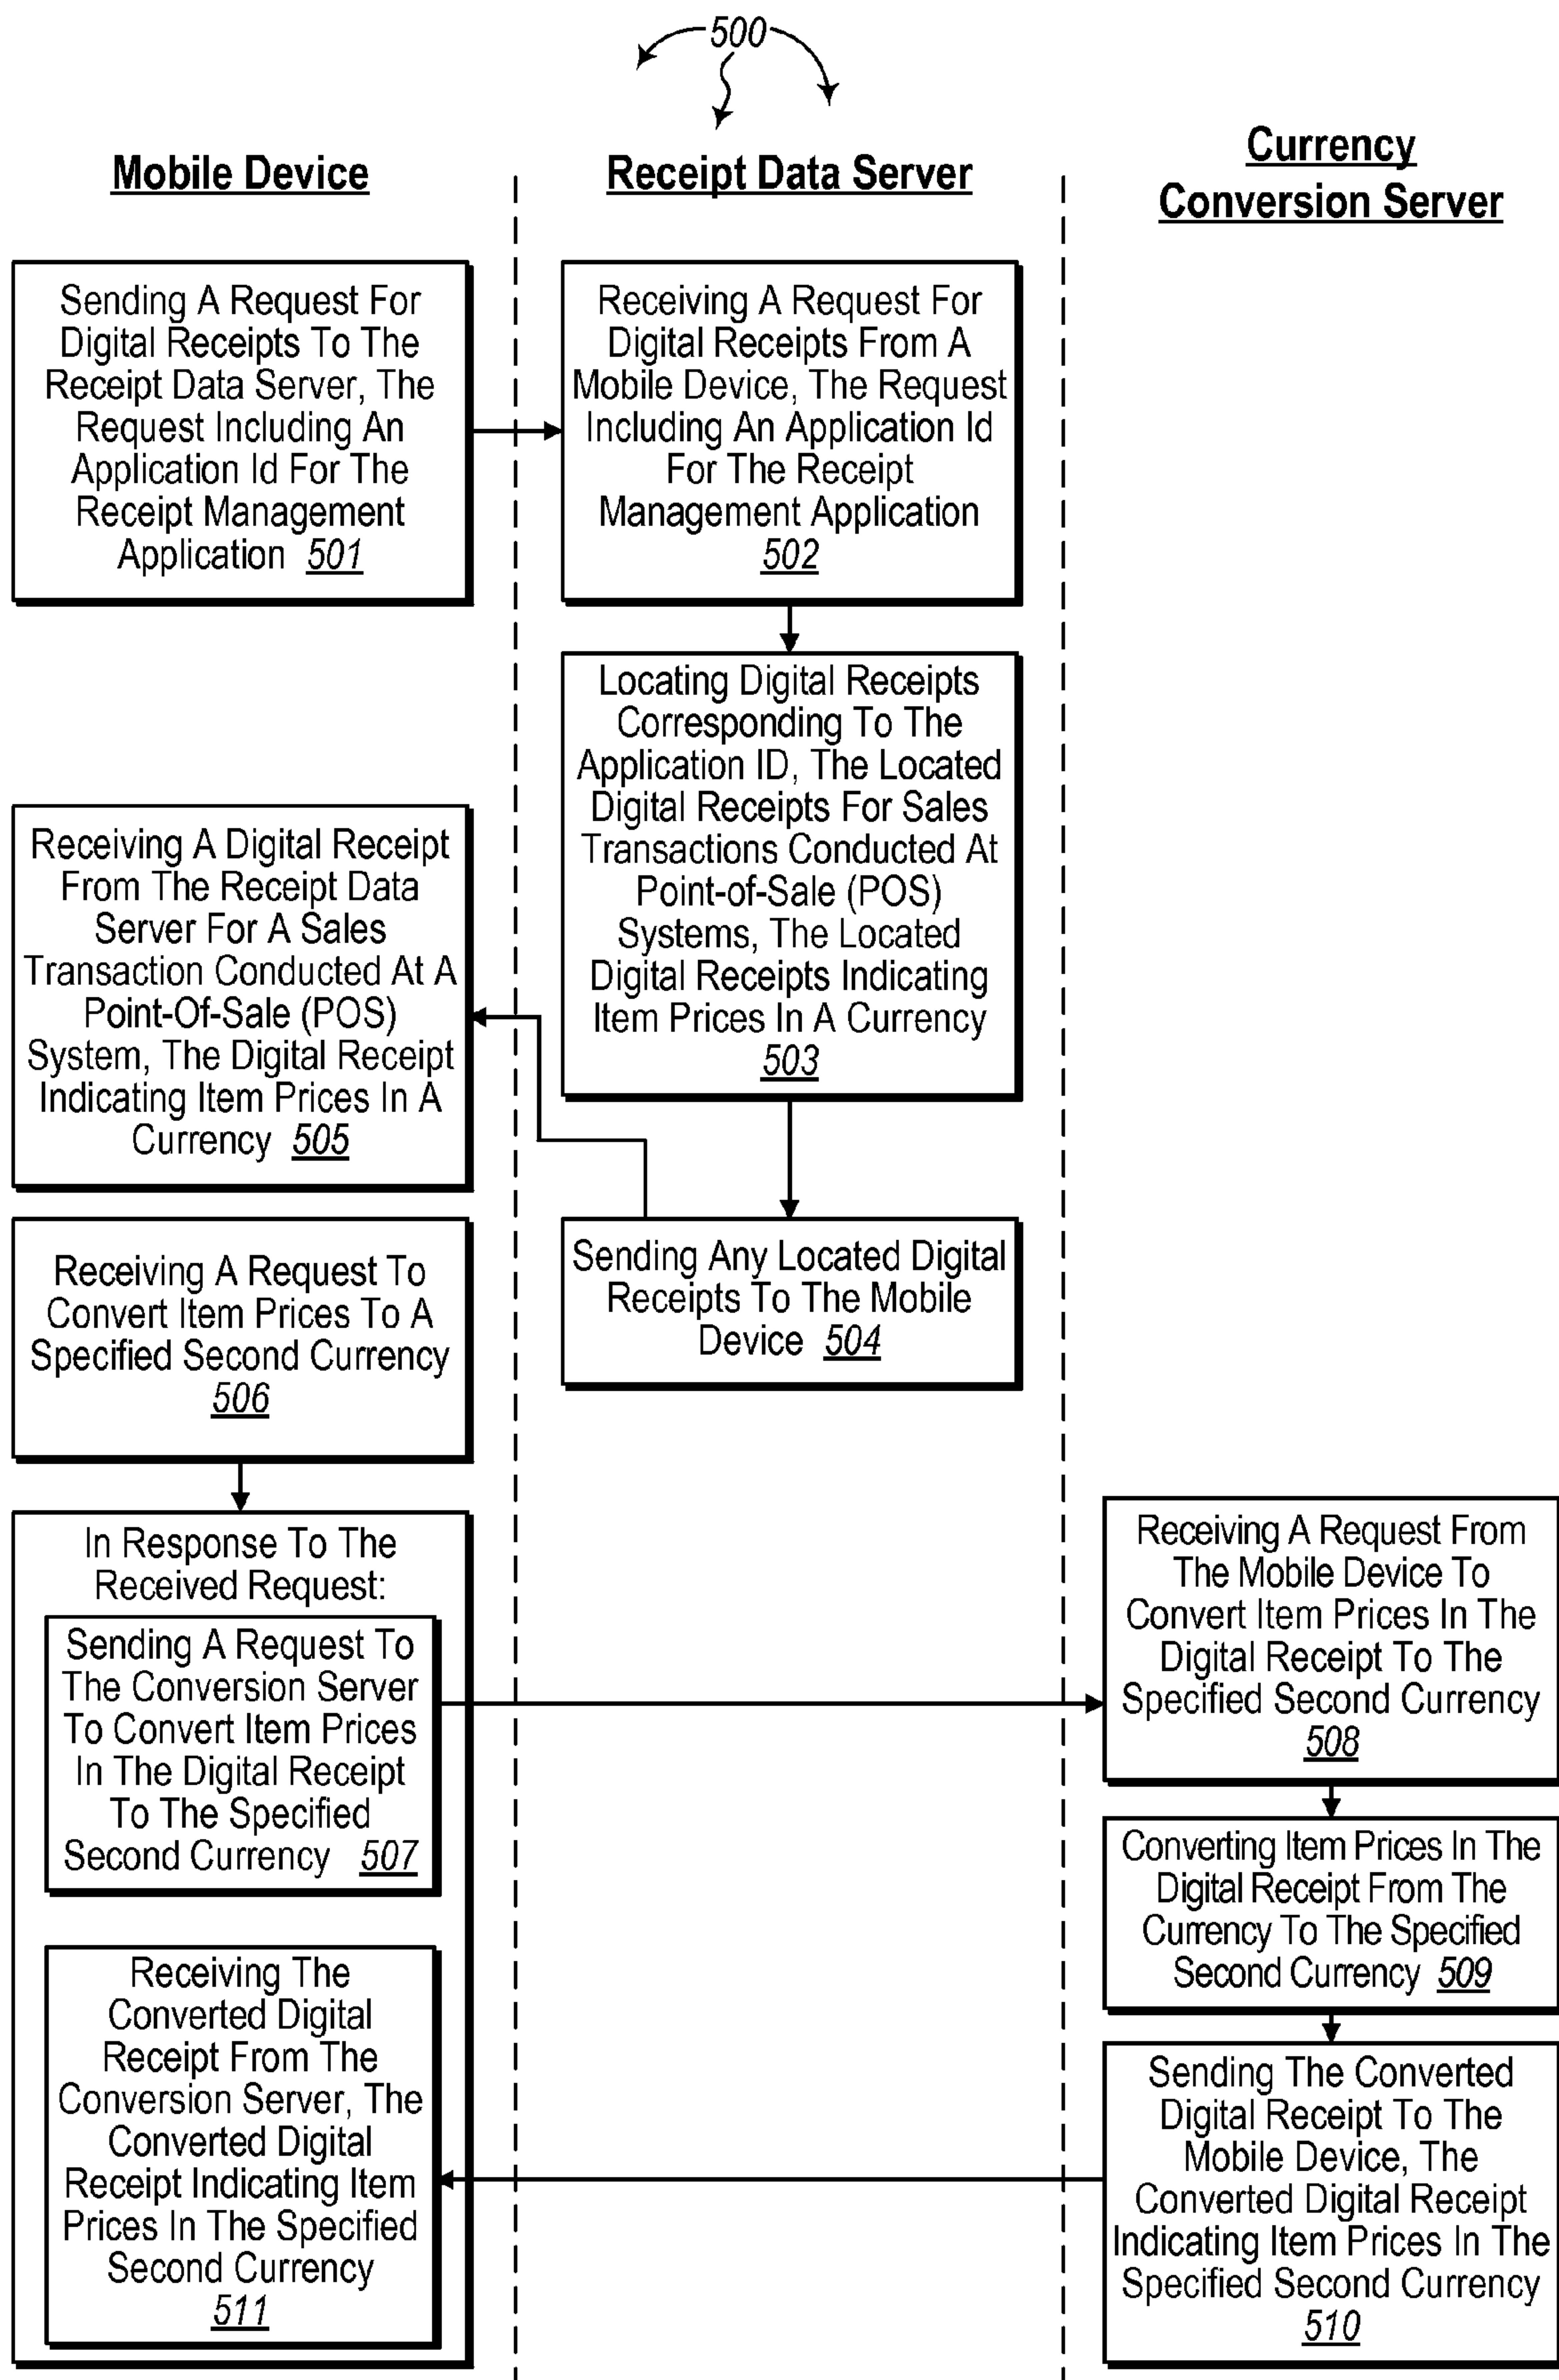 500
Mobile Device
Receipt Data Server
Currency
Conversion Server
Sending A Request For
Digital Receipts To The
Receipt Data Server, The
Request Including An
Application Id For The
Receipt Management
Application 501
Receiving A Request For
Digital Receipts From A
Mobile Device, The Request
Including An Application Id
For The Receipt
Management Application
502
Locating Digital Receipts
Corresponding To The
Application ID, The Located
Digital Receipts For Sales
Transactions Conducted At
Point-of-Sale (POS)
Systems, The Located
Digital Receipts Indicating
Item Prices In A Currency
503
Sending Any Located Digital
Receipts To The Mobile
Device 504
Receiving A Digital Receipt
From The Receipt Data
Server For A Sales
Transaction Conducted At A
Point-Of-Sale (POS)
System, The Digital Receipt
Indicating Item Prices In A
Currency 505
Receiving A Request To
Convert Item Prices To A
Specified Second Currency
506
In Response To The
Received Request:
Sending A Request To
The Conversion Server
To Convert Item Prices
In The Digital Receipt
To The Specified
Second Currency 507
Receiving A Request From
The Mobile Device To
Convert Item Prices In The
Digital Receipt To The
Specified Second Currency
508
Converting Item Prices In The
Digital Receipt From The
Currency To The Specified
Second Currency 509
Sending The Converted
Digital Receipt To The
Mobile Device, The
Converted Digital Receipt
Indicating Item Prices In The
Specified Second Currency
510
Receiving The
Converted Digital
Receipt From The
Conversion Server, The
Converted Digital
Receipt Indicating Item
Prices In The Specified
Second Currency
511